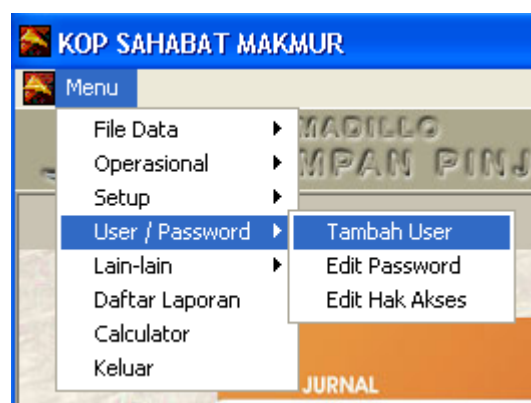 KOP SAHABAT MAKMUR
Menu
File Data
Operasional
Setup
User / Password
Lain-lain
Daftar Laporan
Calculator
Keluar
Tambah User
Edit Password
Edit Hak Akses
JURNAL